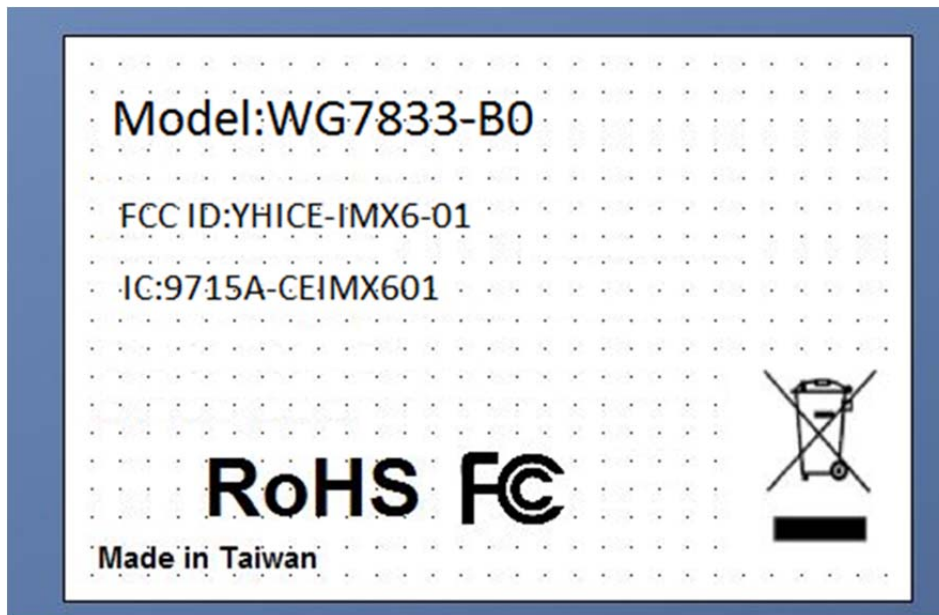 Model:WG7833-B0
FCC ID:YHICE-IMX6-01
IC:9715A-CEIMX601
RoHS FC
Made in Taiwan